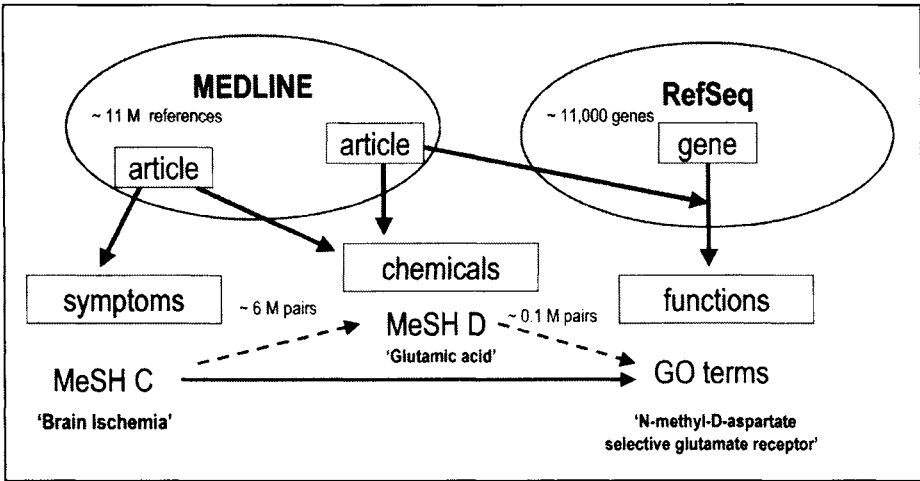 MEDLINE
~ 11 M references
article
article
RefSeq
~ 11,000 genes
gene
symptoms
chemicals
functions
~ 6 M pairs
MeSH D
'Glutamic acid'
~ 0.1 M pairs
MeSH C
'Brain Ischemia'
GO terms
'N-methyl-D-aspartate
selective glutamate receptor'